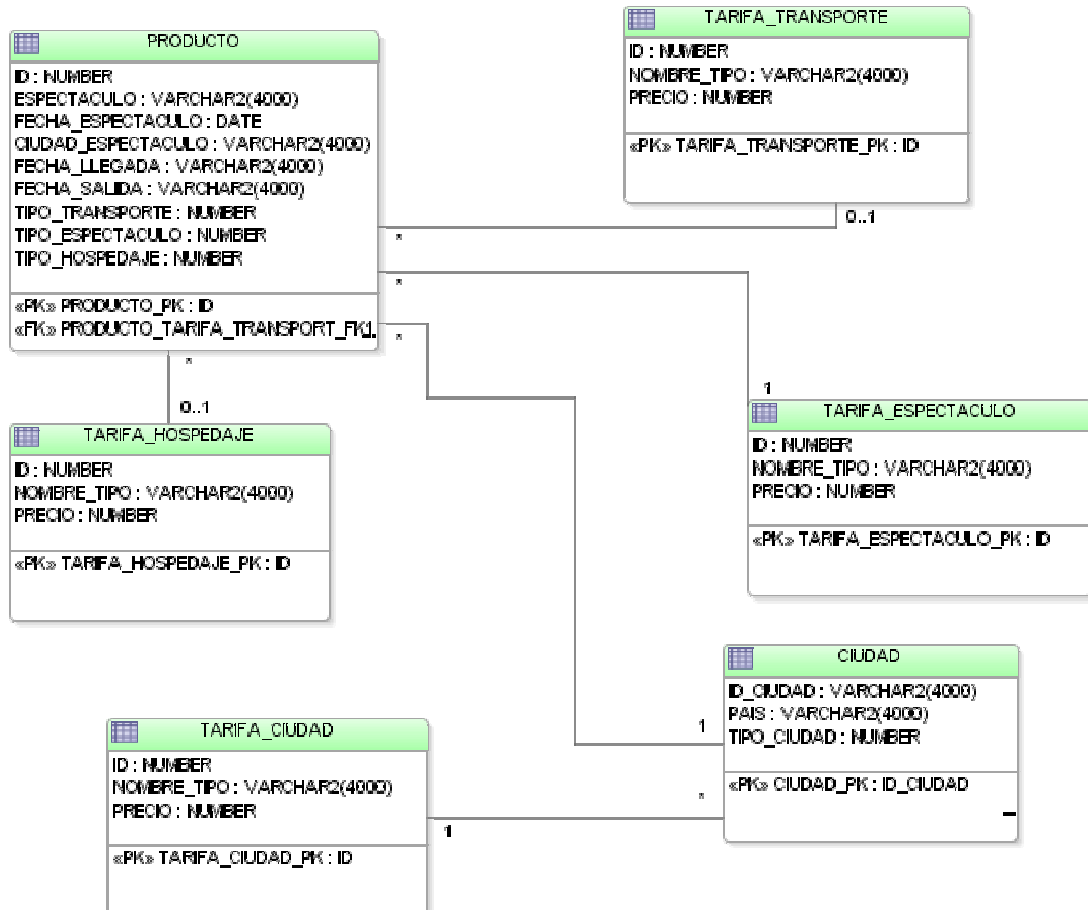 PRODUCTO
ID : NUMBER
ESPECTACULO : VARCHAR2(4000)
FECHA_ESPECTACULO : DATE
CIUDAD_ESPECTACULO : VARCHAR2(4000)
FECHA_LLEGADA : VARCHAR2(4000)
FECHA_SALIDA : VARCHAR2(4000)
TIPO_TRANSPORTE : NUMBER
TIPO_ESPECTACULO : NUMBER
TIPO_HOSPEDAJE : NUMBER
«PK» PRODUCTO_PK : ID
«FK» PRODUCTO_TARIFA_TRANSPORT_FK1
TARIFA_TRANSPORTE
ID : NUMBER
NOMBRE_TIPO : VARCHAR2(4000)
PRECIO : NUMBER
«PK» TARIFA_TRANSPORTE_PK : ID
*
0..1
*
1
*
1
*
0..1
TARIFA_HOSPEDAJE
ID : NUMBER
NOMBRE_TIPO : VARCHAR2(4000)
PRECIO : NUMBER
«PK» TARIFA_HOSPEDAJE_PK : ID
TARIFA_ESPECTACULO
ID : NUMBER
NOMBRE_TIPO : VARCHAR2(4000)
PRECIO : NUMBER
«PK» TARIFA_ESPECTACULO_PK : ID
CIUDAD
ID_CIUDAD : VARCHAR2(4000)
PAIS : VARCHAR2(4000)
TIPO_CIUDAD : NUMBER
«PK» CIUDAD_PK : ID_CIUDAD
*
1
TARIFA_CIUDAD
ID : NUMBER
NOMBRE_TIPO : VARCHAR2(4000)
PRECIO : NUMBER
«PK» TARIFA_CIUDAD_PK : ID